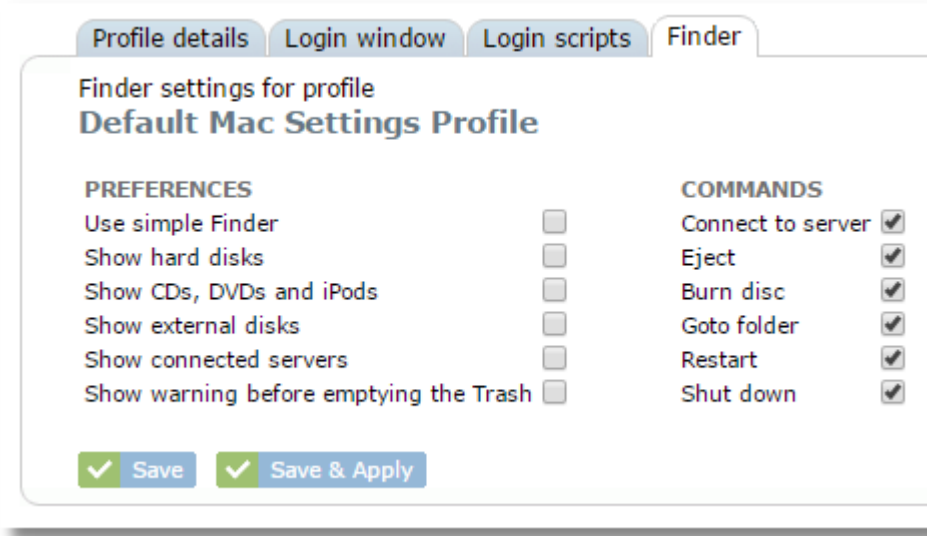 Profile details Login window Login scripts Finder
Finder settings for profile
Default Mac Settings Profile
PREFERENCES
Use simple Finder
Show hard disks
Show CDs, DVDs and iPods
Show external disks
Show connected servers
Show warning before emptying the Trash
COMMANDS
Connect to server
Eject
Burn disc
Goto folder
Restart
Shut down
Save Save & Apply